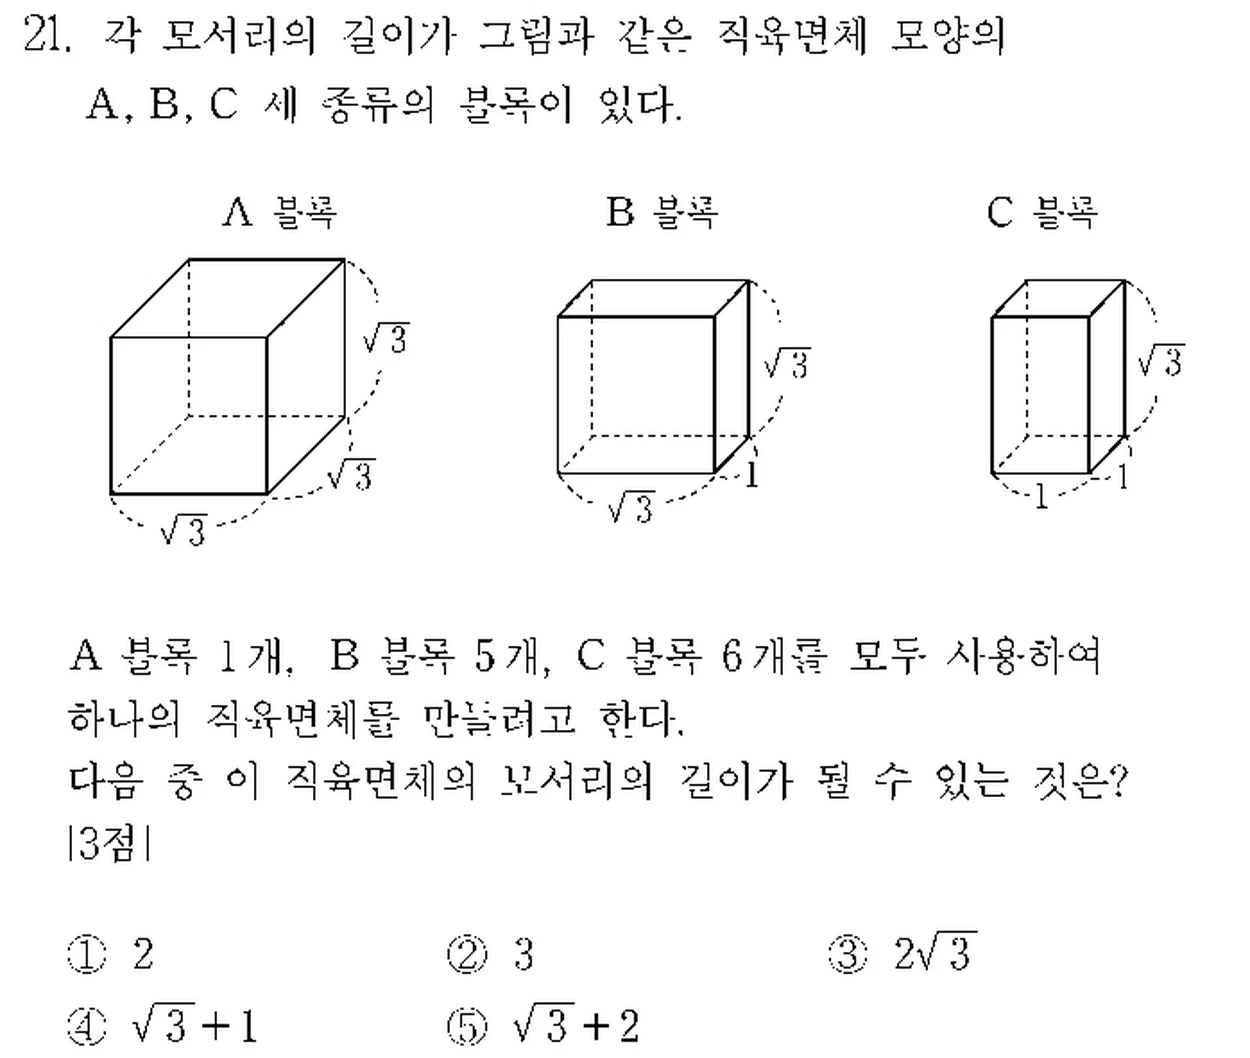 21. 각 모서리의 길이가 그림과 같은 직육면체 모양의
A, B, C 세 종류의 블록이 있다.
A 블록 B 블록 C 블록
√3 √3 √3
√3 1 1
√3 √3 1
A 블록 1개, B 블록 5개, C 블록 6개를 모두 사용하여
하나의 직육면체를 만들려고 한다.
다음 중 이 직육면체의 모서리의 길이가 될 수 있는 것은?
[3점]
① 2 ② 3 ③ 2√3
④ √3+1 ⑤ √3+2